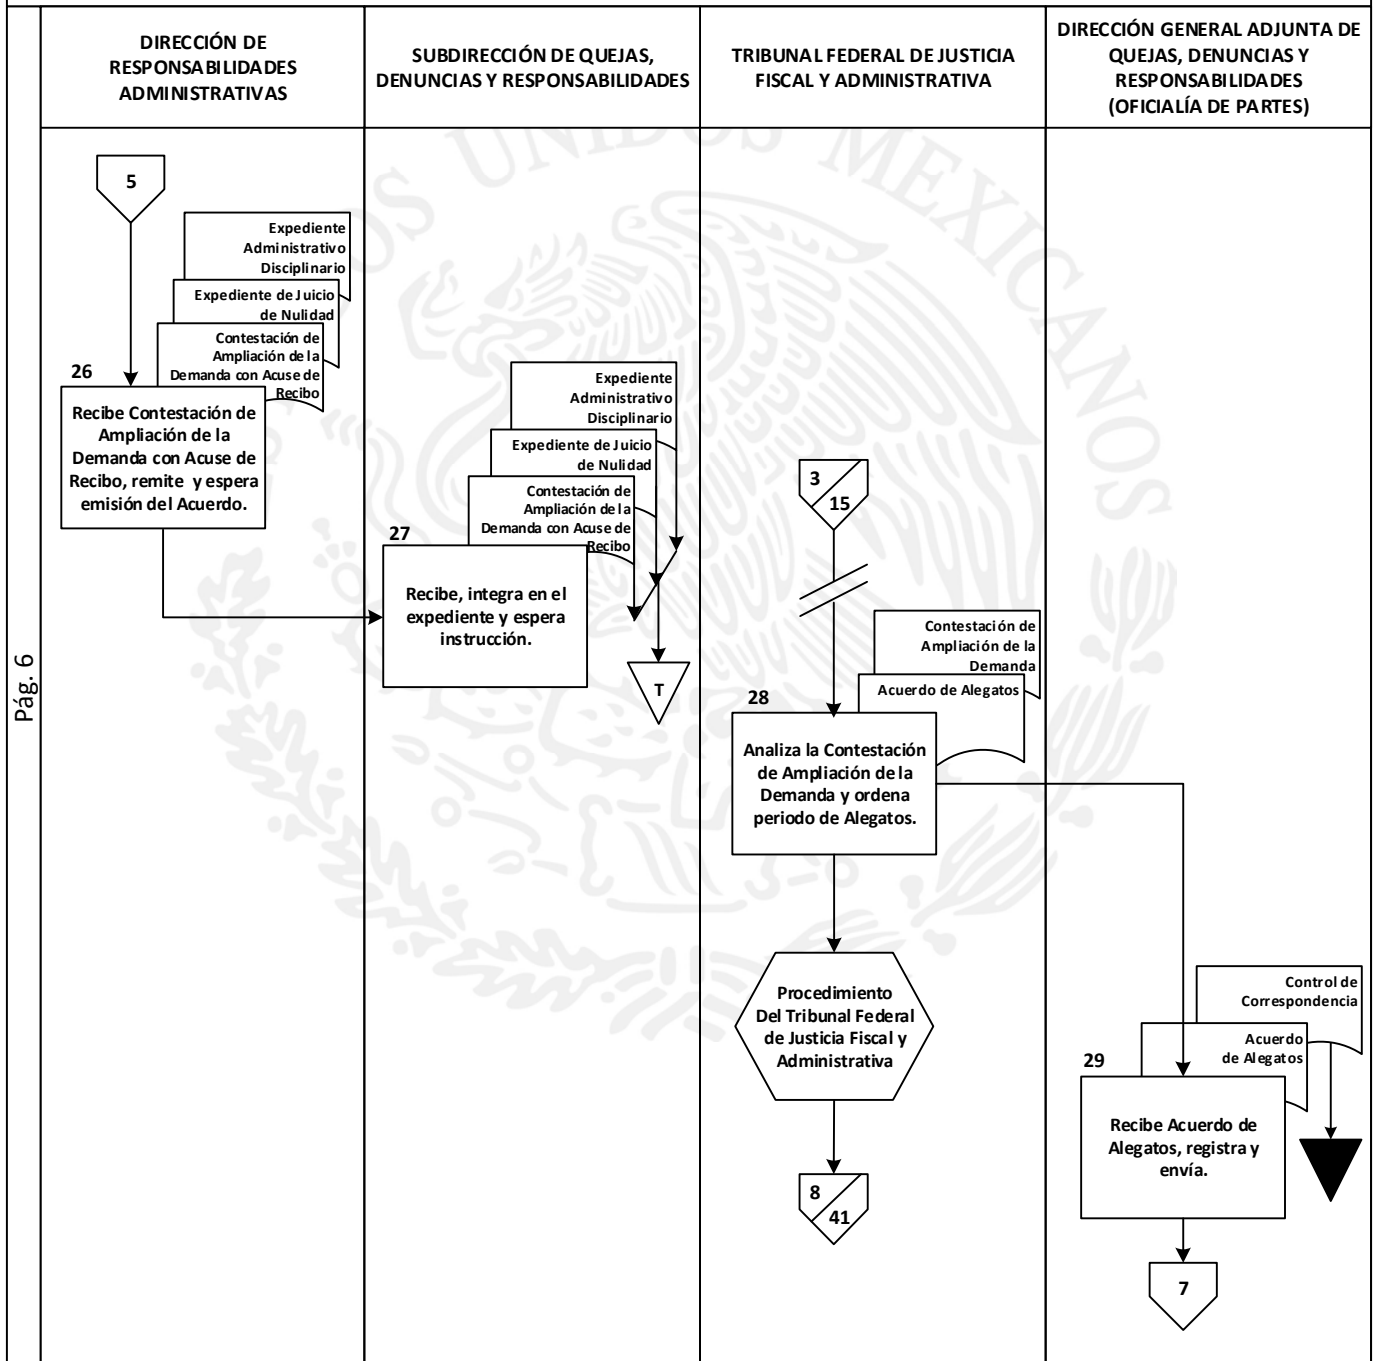 DIRECCIÓN DE
RESPONSABILIDADES
ADMINISTRATIVAS
SUBDIRECCIÓN DE QUEJAS,
DENUNCIAS Y RESPONSABILIDADES
TRIBUNAL FEDERAL DE JUSTICIA
FISCAL Y ADMINISTRATIVA
DIRECCIÓN GENERAL ADJUNTA DE
QUEJAS, DENUNCIAS Y
RESPONSABILIDADES
(OFICIALÍA DE PARTES)
Pág. 6
5
Expediente
Administrativo
Disciplinario
Expediente de Juicio
de Nulidad
Contestación de
Ampliación de la
Demanda con Acuse de
Recibo
26
Recibe Contestación de
Ampliación de la
Demanda con Acuse de
Recibo, remite y espera
emisión del Acuerdo.
Expediente
Administrativo
Disciplinario
Expediente de Juicio
de Nulidad
Contestación de
Ampliación de la
Demanda con Acuse de
Recibo
27
Recibe, integra en el
expediente y espera
instrucción.
T
3
15
Contestación de
Ampliación de la
Demanda
Acuerdo de Alegatos
28
Analiza la Contestación
de Ampliación de la
Demanda y ordena
periodo de Alegatos.
Procedimiento
Del Tribunal Federal
de Justicia Fiscal y
Administrativa
8
41
Control de
Correspondencia
Acuerdo
de Alegatos
29
Recibe Acuerdo de
Alegatos, registra y
envía.
7
OS UNIDOS MEXICANOS